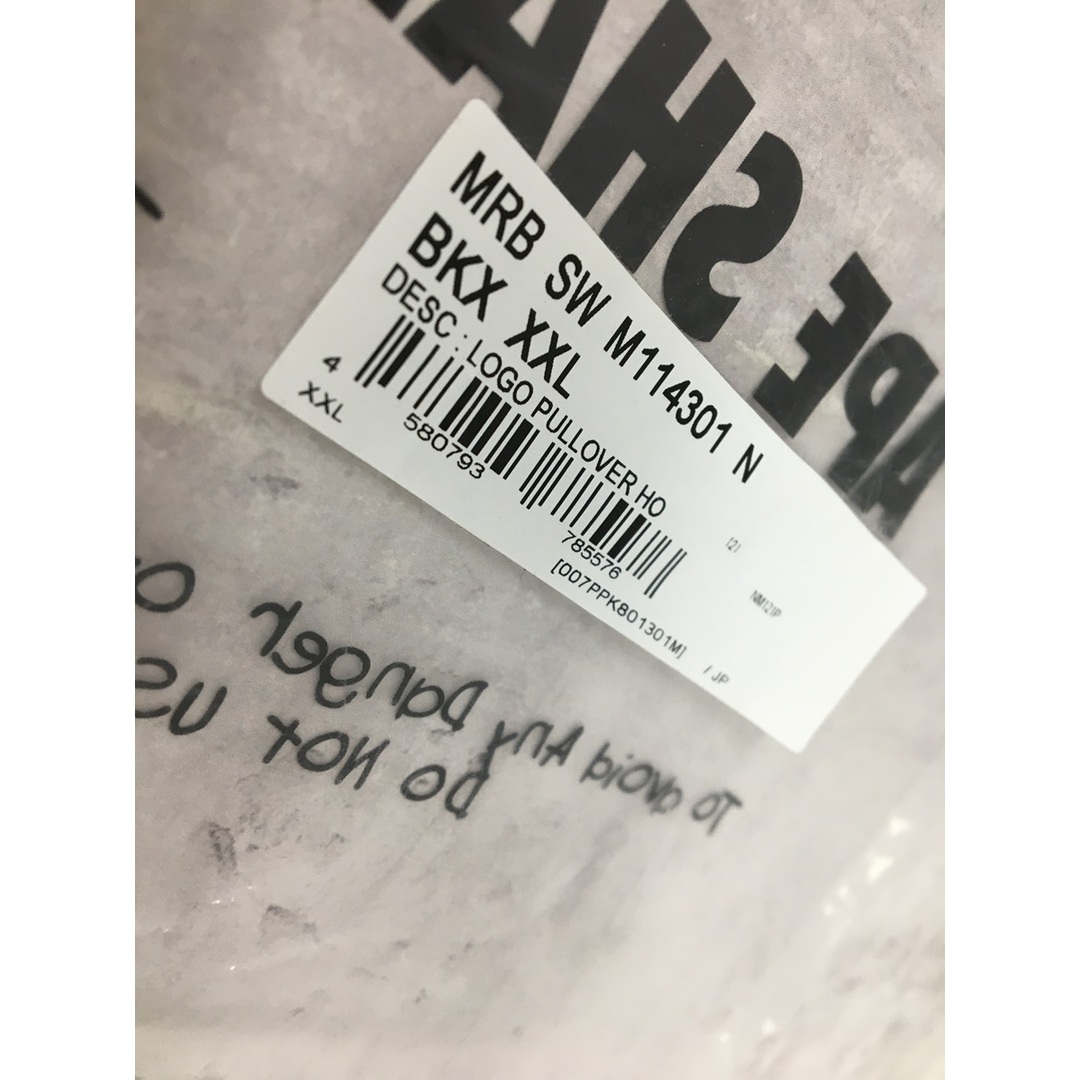 APE SHA
MRB SW M114301 N
BKX XXL
DESC : LOGO PULLOVER HO
4
XXL
580793
785576
[007PPK801301M]
/ JP
To avoid Any Danger
Do Not us